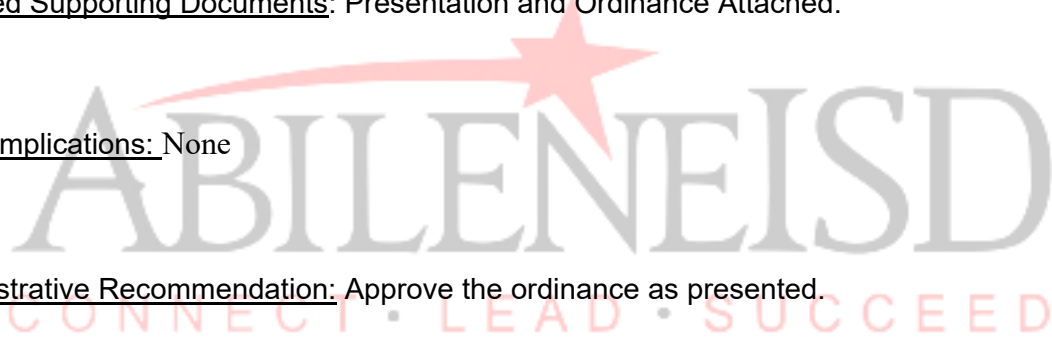 ed Supporting Documents: Presentation and Ordinance Attached.
mplications: None
ABILENEISD
strative Recommendation: Approve the ordinance as presented.
CONNECT • LEAD • SUCCEED